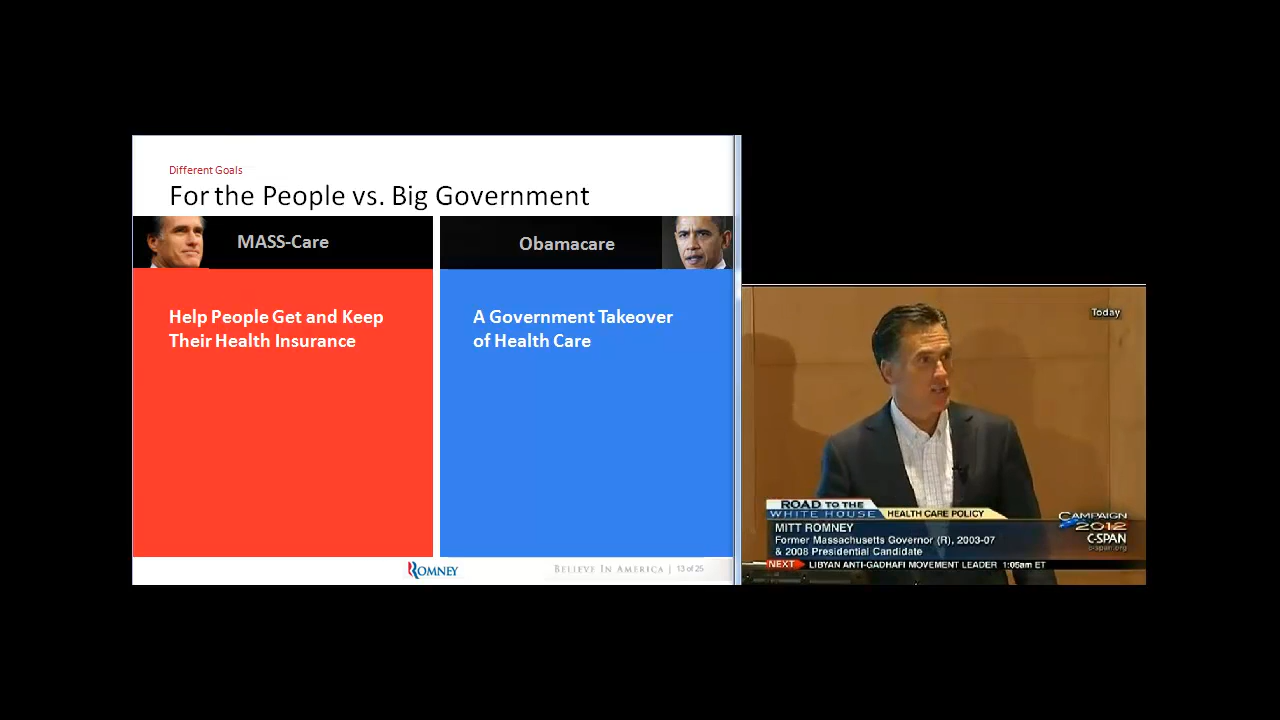 Different Goals
For the People vs. Big Government
MASS-Care
Obamacare
Help People Get and Keep
Their Health Insurance
A Government Takeover
of Health Care
ROMNEY
BELIEVE IN AMERICA | 13 of 25
Today
ROAD TO THE
WHITE HOUSE
HEALTH CARE POLICY
MITT ROMNEY
Former Massachusetts Governor (R), 2003-07
& 2008 Presidential Candidate
CAMPAIGN
2012
C-SPAN
c-span.org
NEXT LIBYAN ANTI-GADHAFI MOVEMENT LEADER 1:05am ET